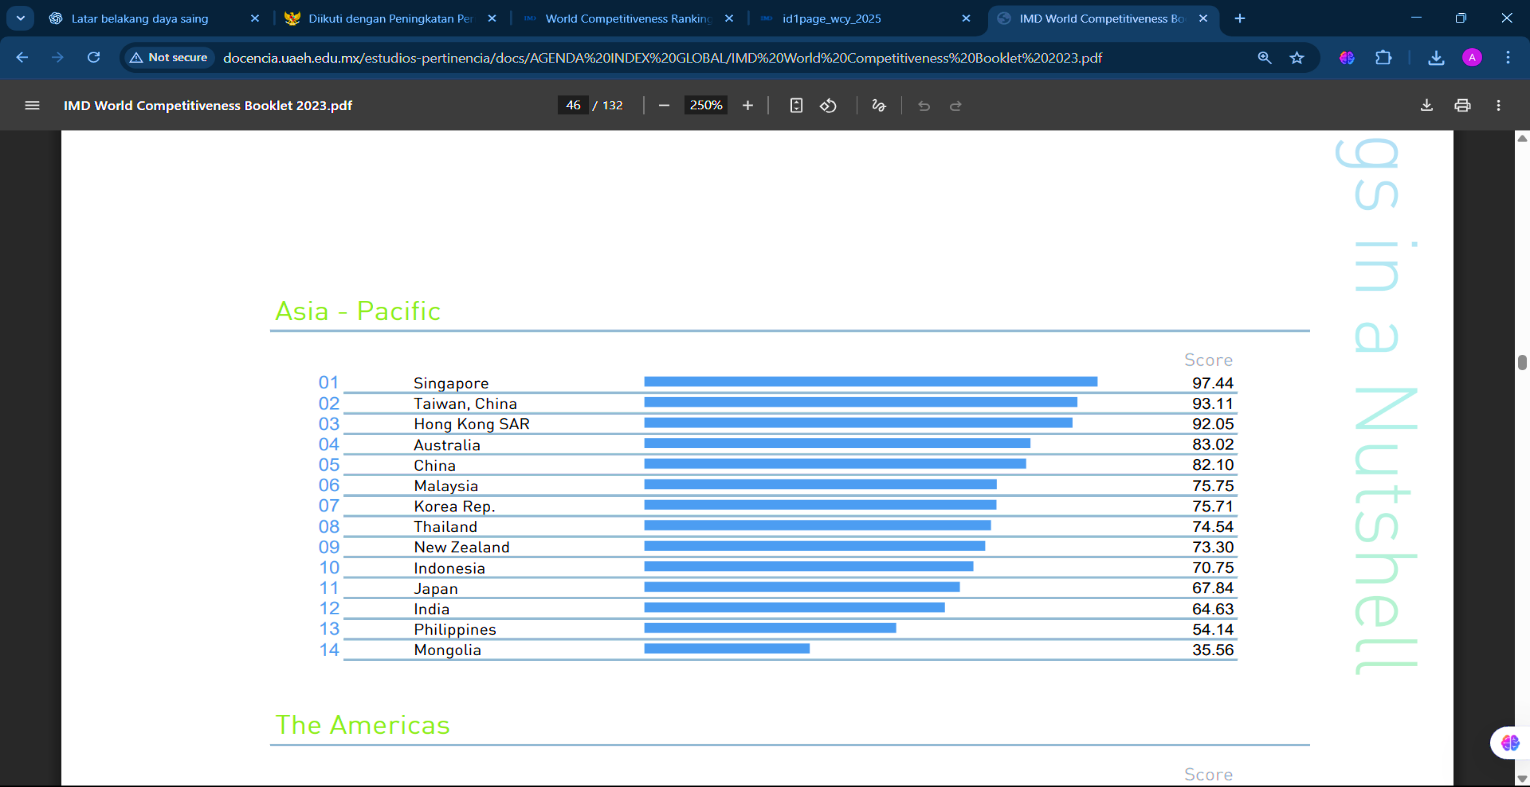 Latar belakang daya saing
Diikuti dengan Peningkatan Per
World Competitiveness Ranking
id1page_wcy_2025
IMD World Competitiveness Bo
Not secure
docencia.uaeh.edu.mx/estudios-pertinencia/docs/AGENDA%20INDEX%20GLOBAL/IMD%20World%20Competitiveness%20Booklet%202023.pdf
A
IMD World Competitiveness Booklet 2023.pdf
46 / 132
250%
gs in a Nutshell
Asia - Pacific
Score
01 Singapore 97.44
02 Taiwan, China 93.11
03 Hong Kong SAR 92.05
04 Australia 83.02
05 China 82.10
06 Malaysia 75.75
07 Korea Rep. 75.71
08 Thailand 74.54
09 New Zealand 73.30
10 Indonesia 70.75
11 Japan 67.84
12 India 64.63
13 Philippines 54.14
14 Mongolia 35.56
The Americas
Score